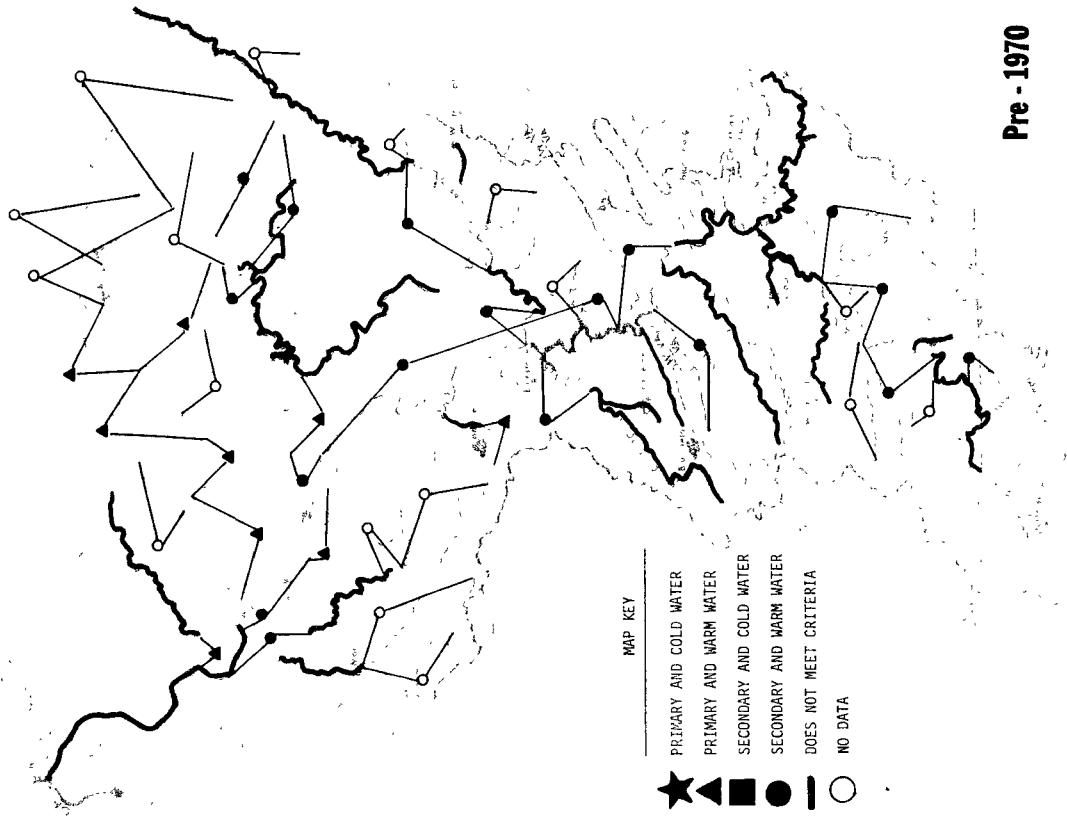 Pre - 1970
MAP KEY
PRIMARY AND COLD WATER
PRIMARY AND WARM WATER
SECONDARY AND COLD WATER
SECONDARY AND WARM WATER
DOES NOT MEET CRITERIA
NO DATA